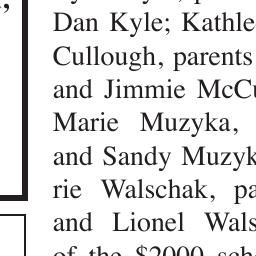 Dan Kyle; Kathle
Cullough, parents
and Jimmie McCu
Marie Muzyka,
and Sandy Muzyk
rie Walschak, pa
and Lionel Wals
of the $2000 sch